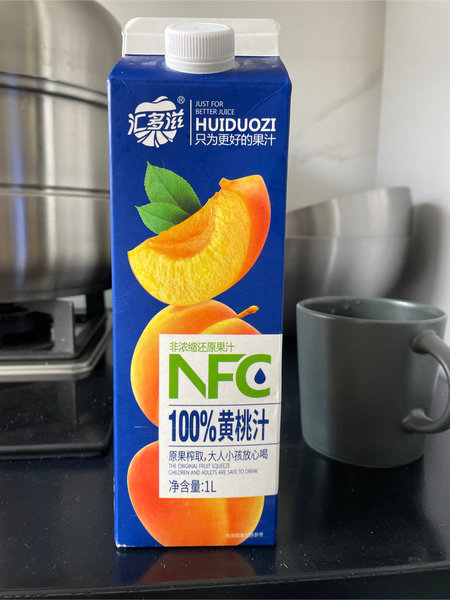 汇多滋®
JUST FOR
BETTER JUICE
HUIDUOZI
只为更好的果汁
非浓缩还原果汁
NFC
100%黄桃汁
原果榨取,大人小孩放心喝
THE ORIGINAL FRUIT SQUEEZE
CHILDREN AND ADULTS ARE SAFE TO DRINK
净含量:1L